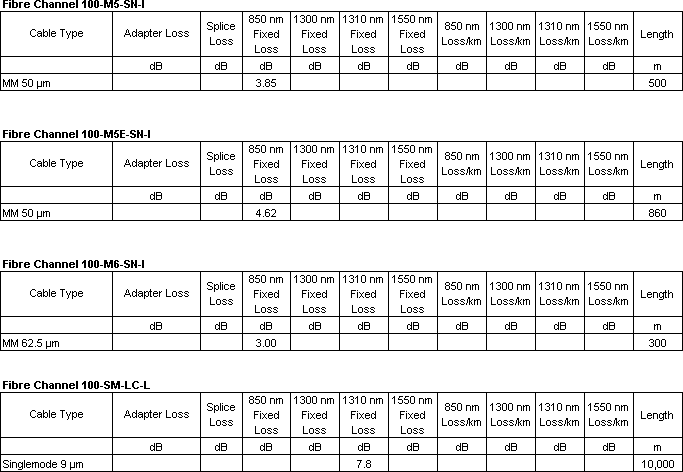 Fibre Channel 100-M5-SN-I
Cable Type Adapter Loss Splice Loss 850 nm Fixed Loss 1300 nm Fixed Loss 1310 nm Fixed Loss 1550 nm Fixed Loss 850 nm Loss/km 1300 nm Loss/km 1310 nm Loss/km 1550 nm Loss/km Length
dB dB dB dB dB dB dB dB dB dB m
MM 50 µm 3.85 500
Fibre Channel 100-M5E-SN-I
Cable Type Adapter Loss Splice Loss 850 nm Fixed Loss 1300 nm Fixed Loss 1310 nm Fixed Loss 1550 nm Fixed Loss 850 nm Loss/km 1300 nm Loss/km 1310 nm Loss/km 1550 nm Loss/km Length
dB dB dB dB dB dB dB dB dB dB m
MM 50 µm 4.62 860
Fibre Channel 100-M6-SN-I
Cable Type Adapter Loss Splice Loss 850 nm Fixed Loss 1300 nm Fixed Loss 1310 nm Fixed Loss 1550 nm Fixed Loss 850 nm Loss/km 1300 nm Loss/km 1310 nm Loss/km 1550 nm Loss/km Length
dB dB dB dB dB dB dB dB dB dB m
MM 62.5 µm 3.00 300
Fibre Channel 100-SM-LC-L
Cable Type Adapter Loss Splice Loss 850 nm Fixed Loss 1300 nm Fixed Loss 1310 nm Fixed Loss 1550 nm Fixed Loss 850 nm Loss/km 1300 nm Loss/km 1310 nm Loss/km 1550 nm Loss/km Length
dB dB dB dB dB dB dB dB dB dB m
Singlemode 9 µm 7.8 10,000